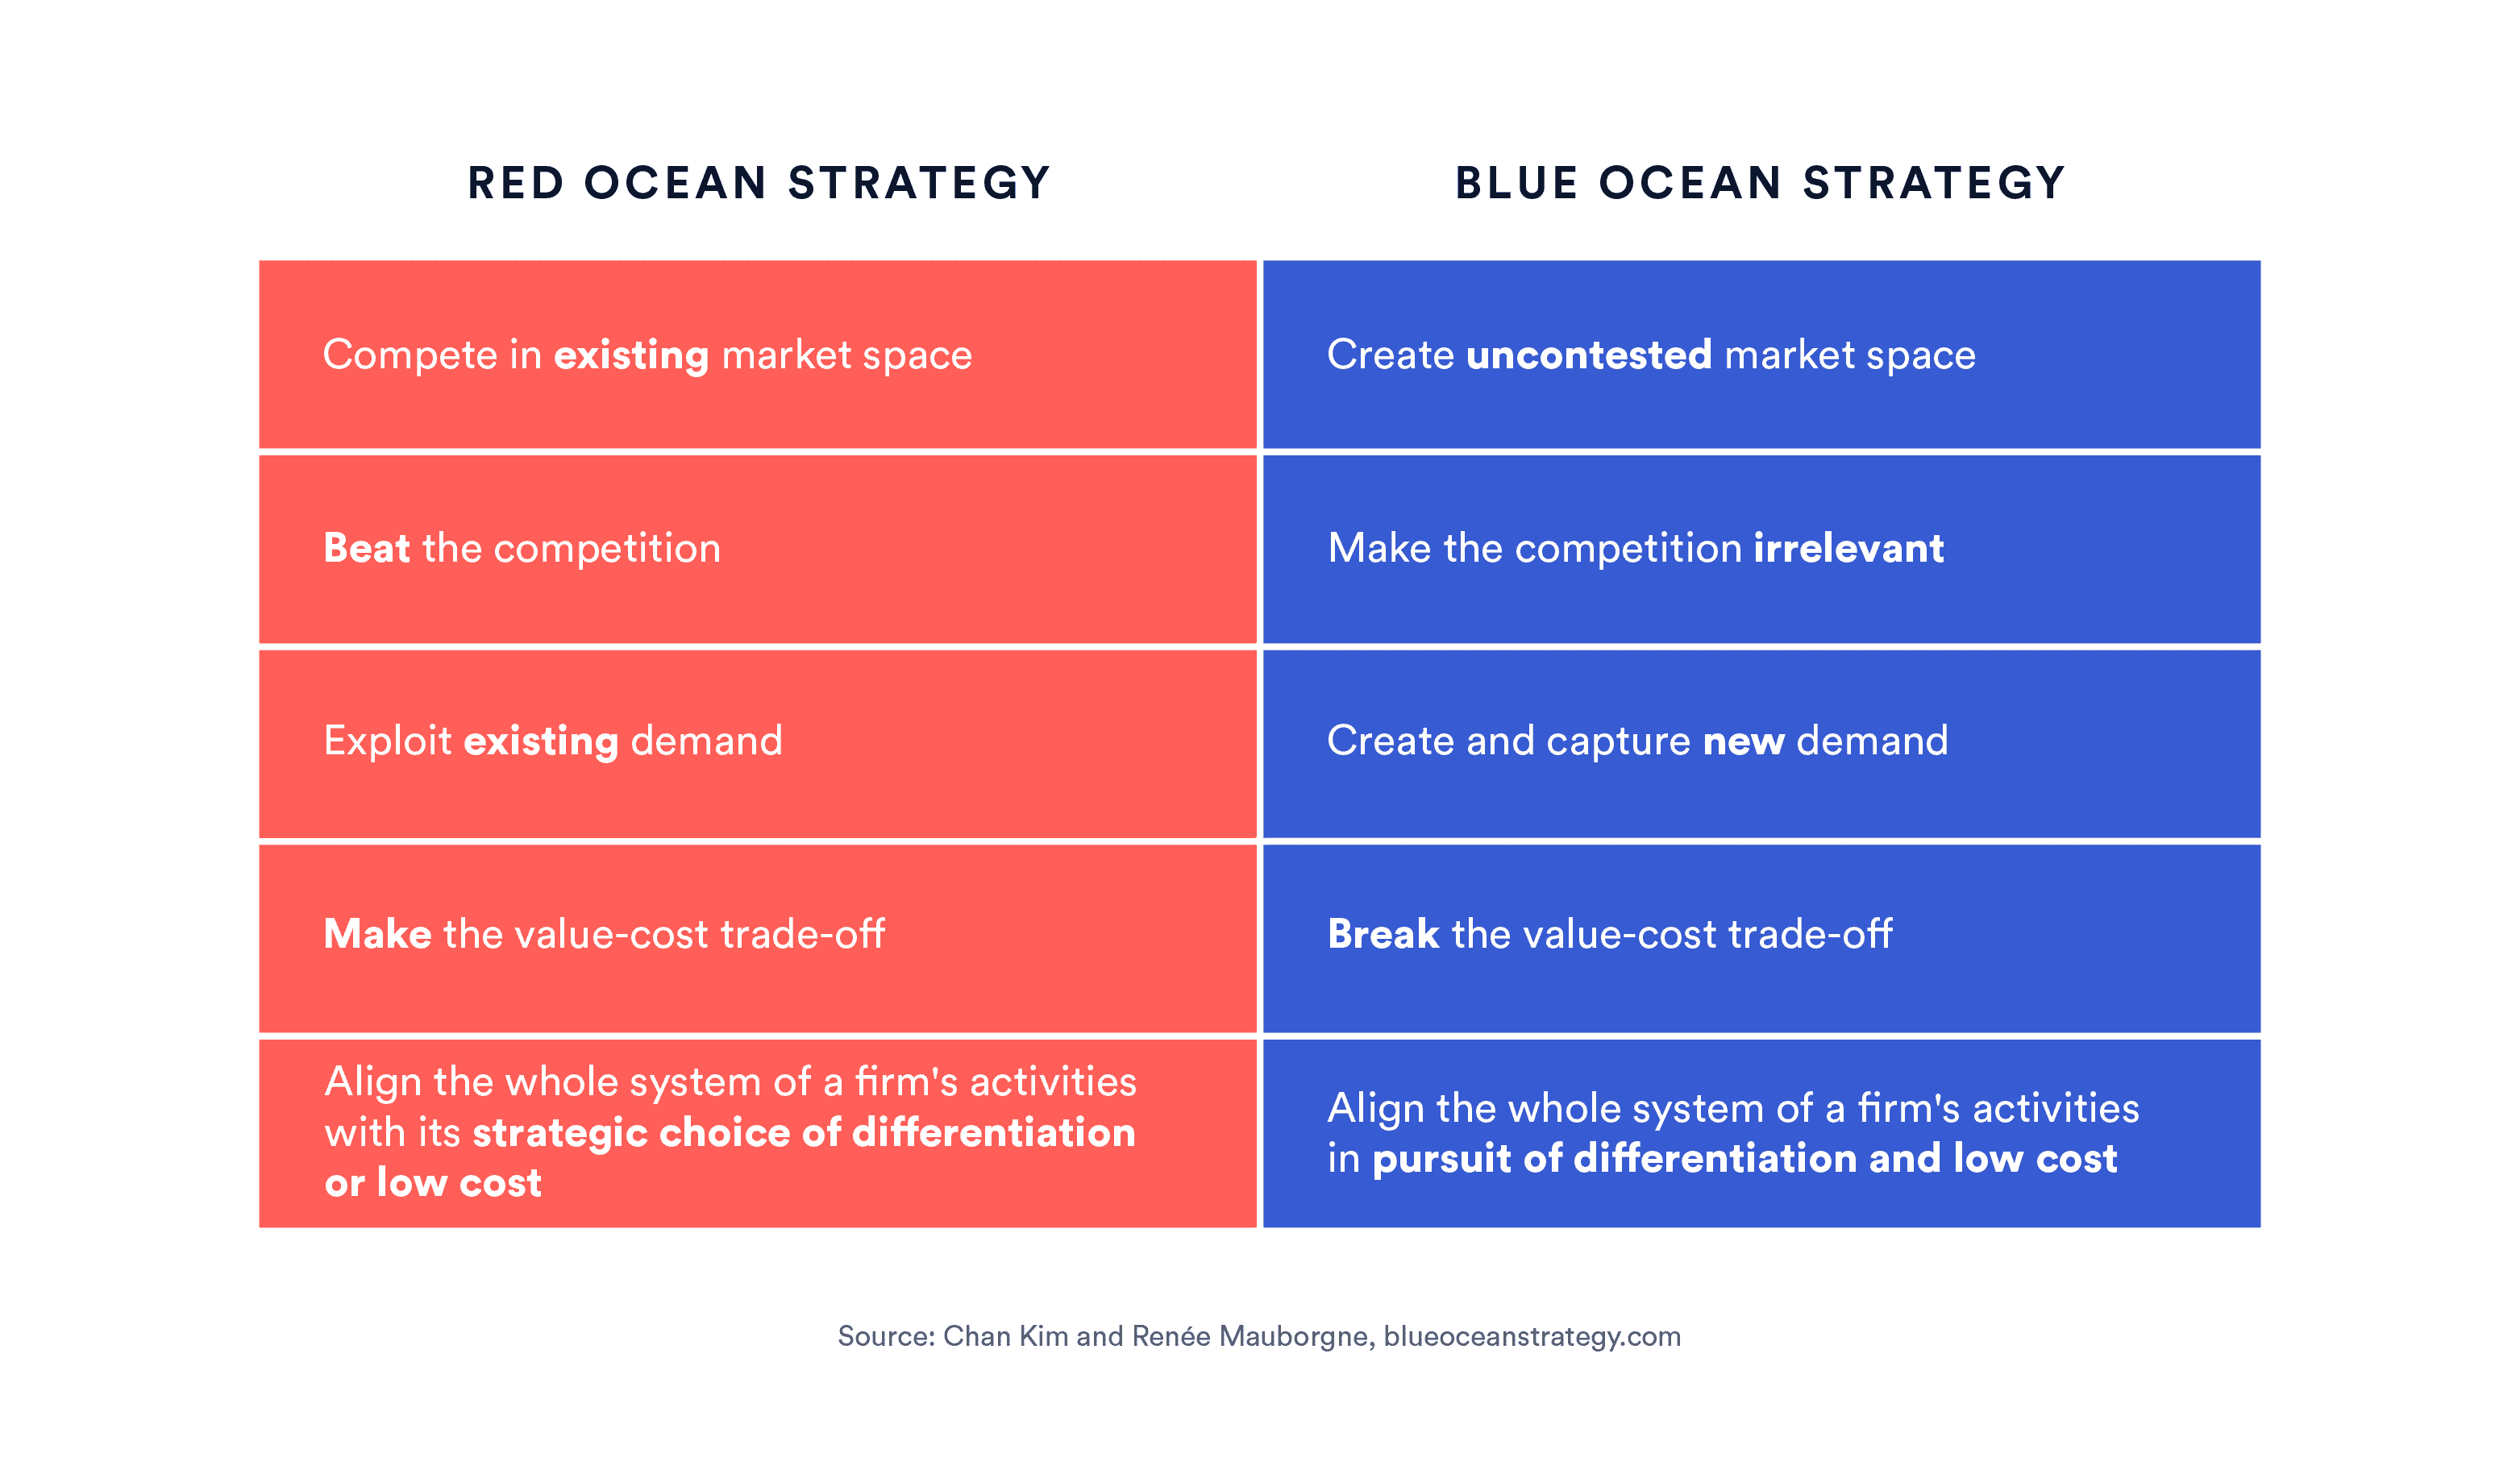 RED OCEAN STRATEGY
BLUE OCEAN STRATEGY
Compete in existing market space
Create uncontested market space
Beat the competition
Make the competition irrelevant
Exploit existing demand
Create and capture new demand
Make the value-cost trade-off
Break the value-cost trade-off
Align the whole system of a firm's activities
with its strategic choice of differentiation
or low cost
Align the whole system of a firm's activities
in pursuit of differentiation and low cost
Source: Chan Kim and Renée Mauborgne, blueoceanstrategy.com